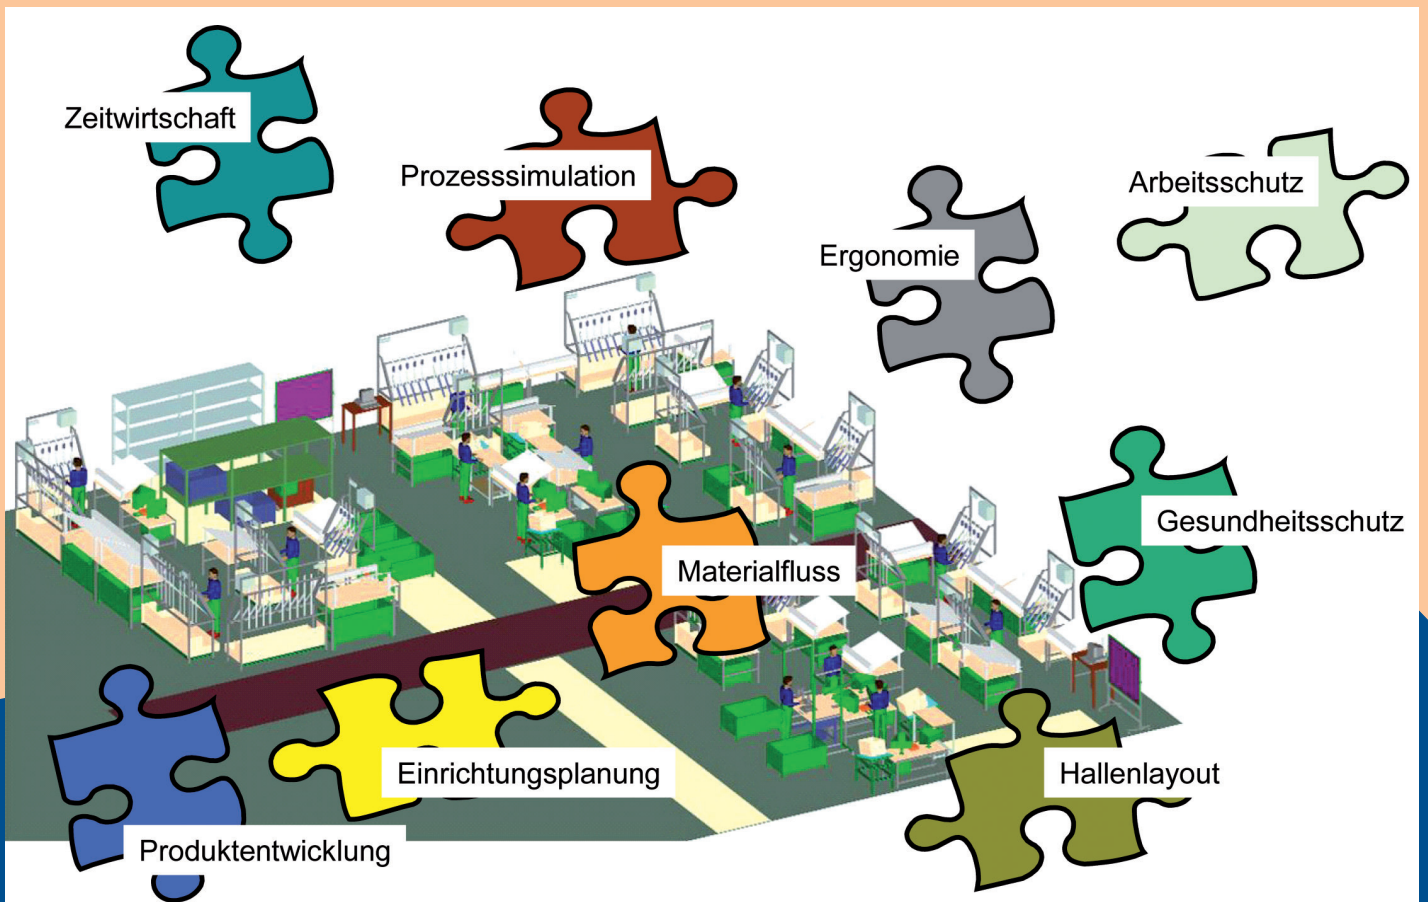 Zeitwirtschaft
Prozesssimulation
Arbeitsschutz
Ergonomie
Gesundheitsschutz
Materialfluss
Einrichtungsplanung
Hallenlayout
Produktentwicklung